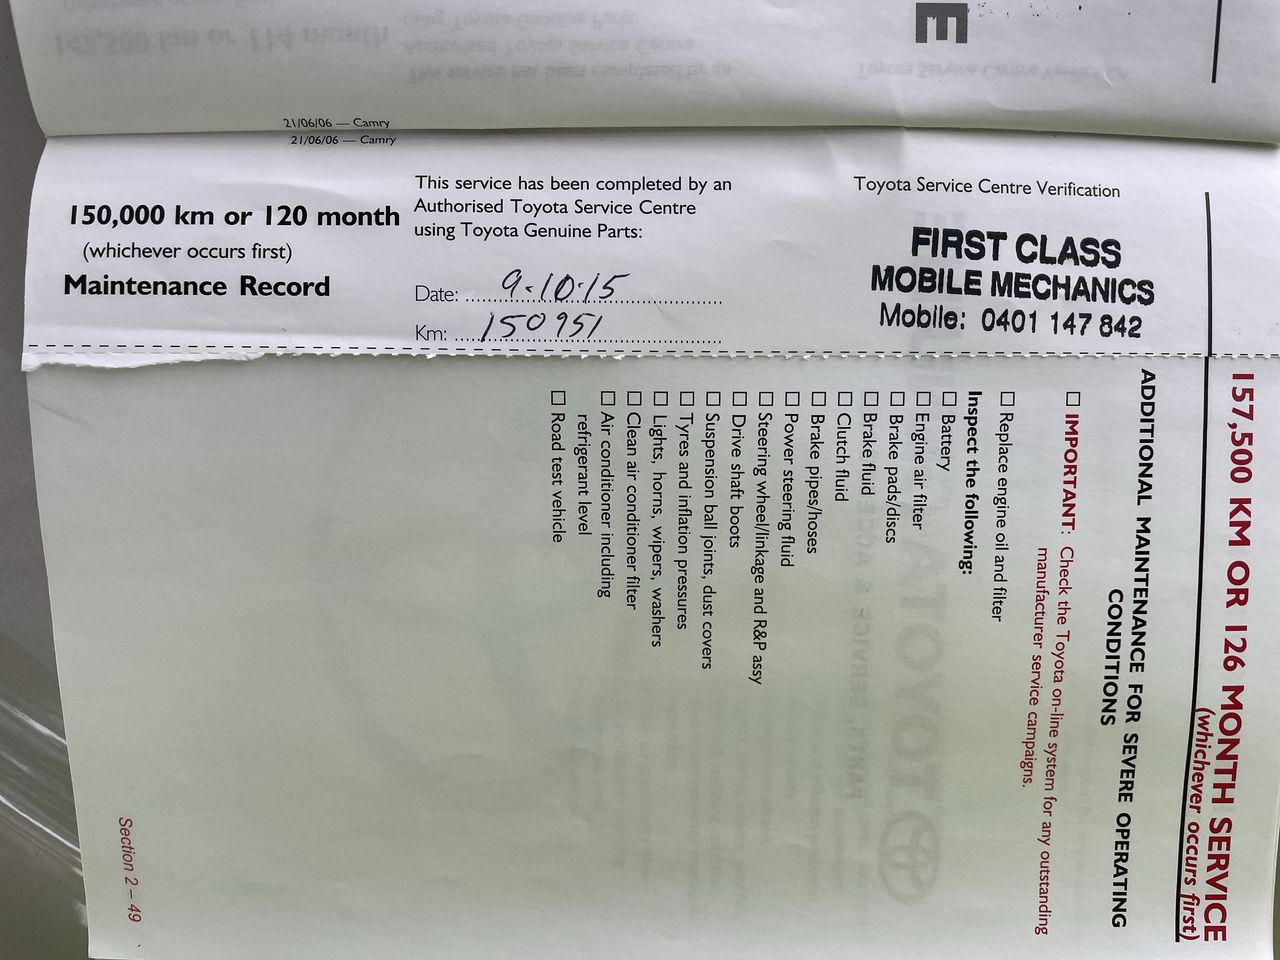 E
21/06/06 — Camry
21/06/06 — Camry
150,000 km or 120 month
(whichever occurs first)
Maintenance Record
This service has been completed by an
Authorised Toyota Service Centre
using Toyota Genuine Parts:
Date: 9-10-15
Km: 150951
Toyota Service Centre Verification
FIRST CLASS
MOBILE MECHANICS
Mobile: 0401 147 842
157,500 KM OR 126 MONTH SERVICE
(whichever occurs first)
ADDITIONAL MAINTENANCE FOR SEVERE OPERATING
CONDITIONS
☐ IMPORTANT: Check the Toyota on-line system for any outstanding
manufacturer service campaigns.
☐ Replace engine oil and filter
Inspect the following:
☐ Battery
☐ Engine air filter
☐ Brake pads/discs
☐ Brake fluid
☐ Clutch fluid
☐ Brake pipes/hoses
☐ Power steering fluid
☐ Steering wheel/linkage and R&P assy
☐ Drive shaft boots
☐ Suspension ball joints, dust covers
☐ Tyres and inflation pressures
☐ Lights, horns, wipers, washers
☐ Clean air conditioner filter
☐ Air conditioner including
refrigerant level
☐ Road test vehicle
Section 2 – 49